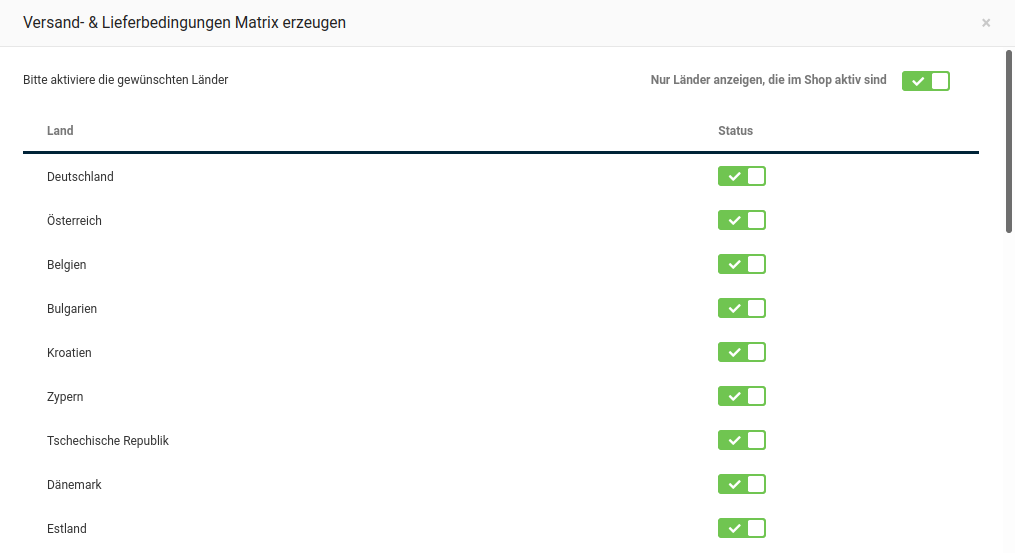 Versand- & Lieferbedingungen Matrix erzeugen
×
Bitte aktiviere die gewünschten Länder
Nur Länder anzeigen, die im Shop aktiv sind
Land Status
Deutschland
Österreich
Belgien
Bulgarien
Kroatien
Zypern
Tschechische Republik
Dänemark
Estland